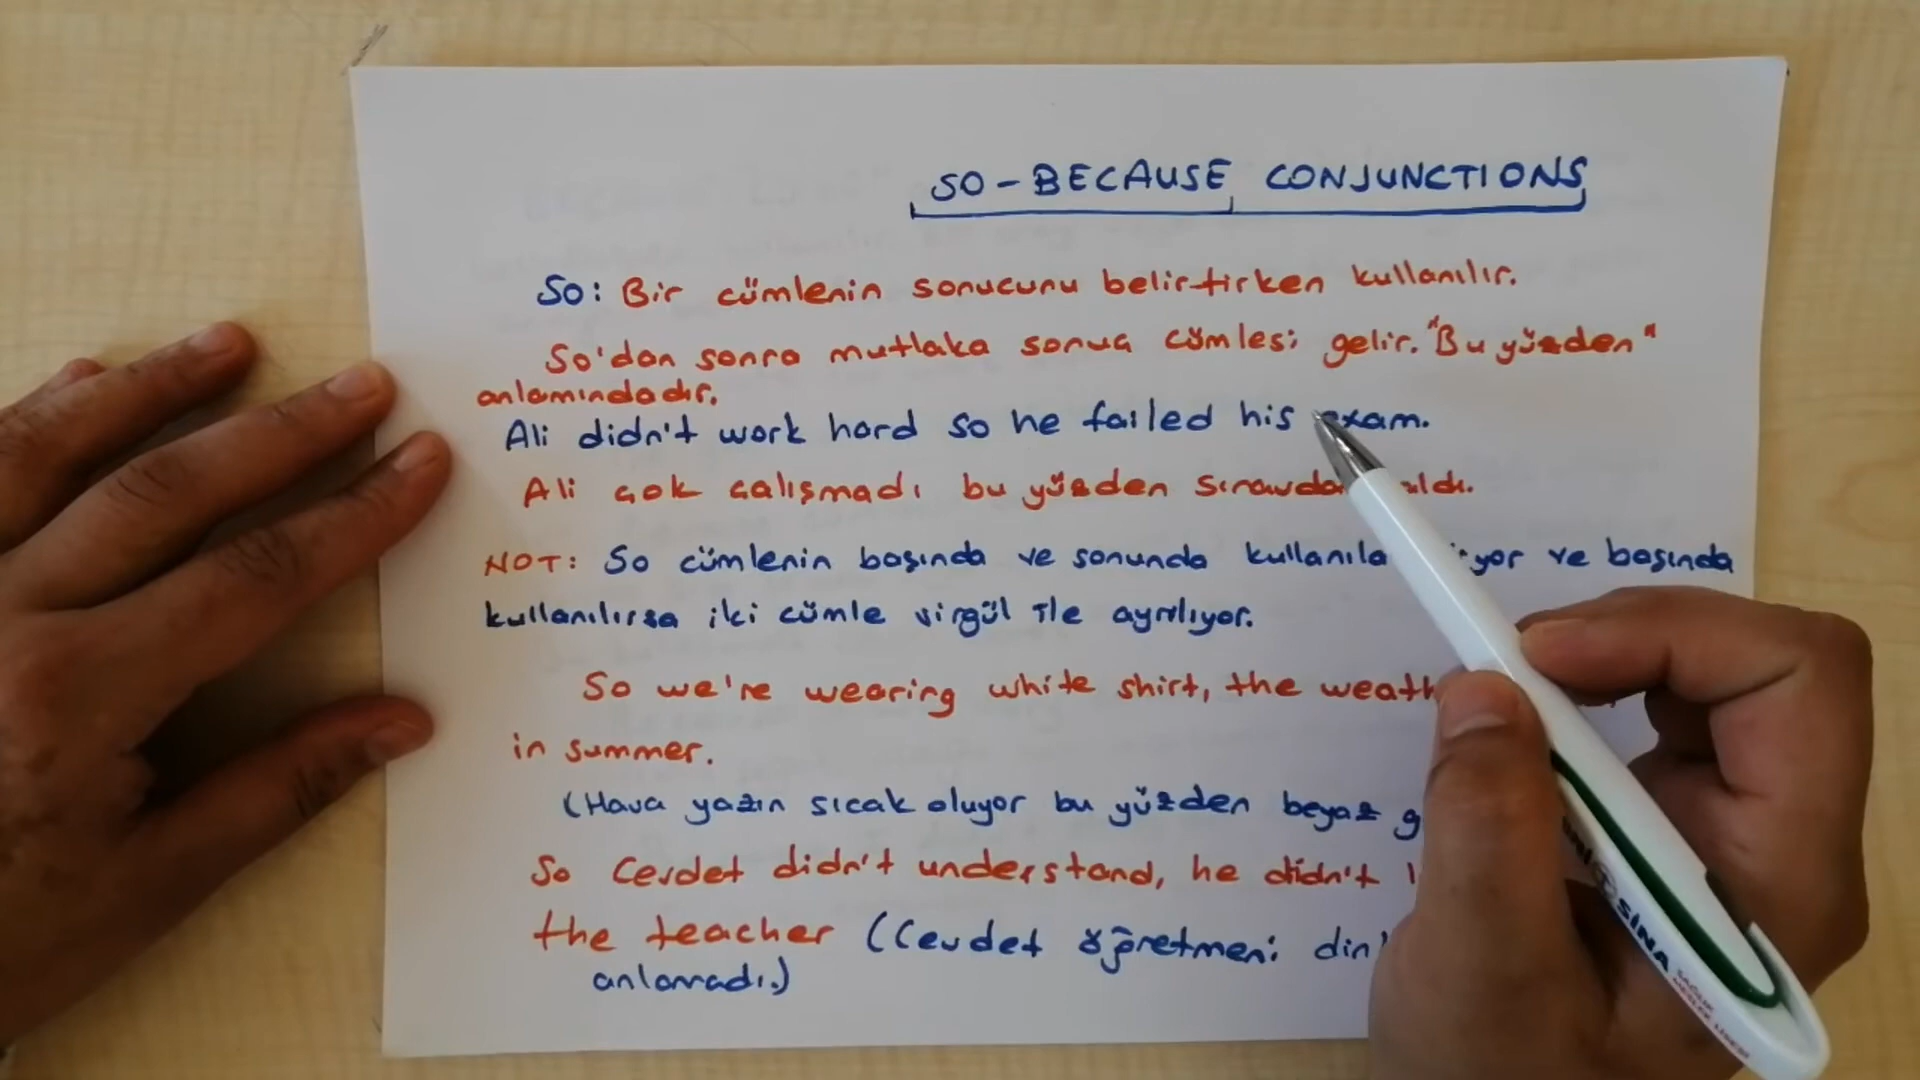 SO-BECAUSE CONJUNCTIONS
So: Bir cümlenin sonucunu belirtirken kullanılır.
So'dan sonra mutlaka sonuç cümlesi gelir. "Bu yüzden"
anlamındadır.
Ali didn't work hard so he failed his exam.
Ali çok çalışmadı bu yüzden
NOT: So cümlenin başında ve sonunda ve başında
kullanılırsa iki cümle virgül ile ayrılıyor.
So we're wearing white shirt, the
in summer.
(Hava yazın sıcak oluyor bu yüzden beyaz
So Cevdet didn't understand, he didn't
the teacher (Cevdet öğretmeni
anlamadı.)
SİNA